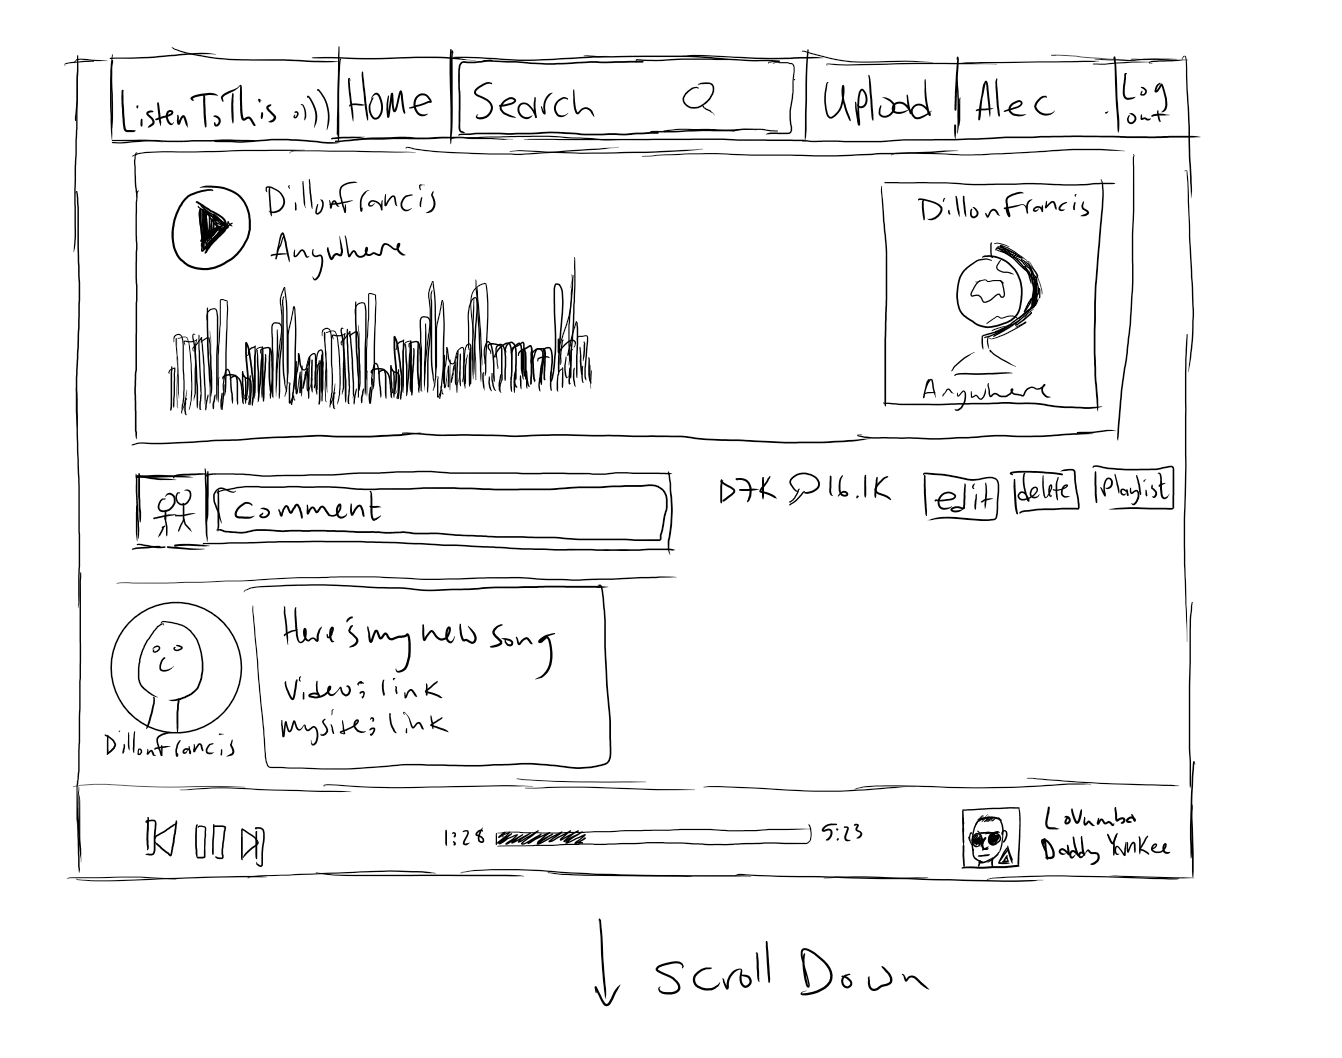 ListenToThis
Home
Search
Upload
Alec
Log
out
DillonFrancis
Anywhere
DillonFrancis
Anywhere
comment
7K
16.1K
edit
delete
Playlist
Here's my new song
Video: link
mysite: link
DillonFrancis
1:28
5:23
Lovumba
Daddy Yankee
Scroll Down